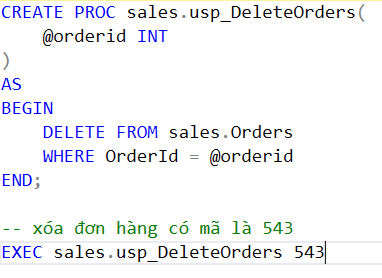 CREATE PROC sales.usp_DeleteOrders(
    @orderid INT
)
AS
BEGIN
    DELETE FROM sales.Orders
    WHERE OrderId = @orderid
END;

-- xóa đơn hàng có mã là 543
EXEC sales.usp_DeleteOrders 543